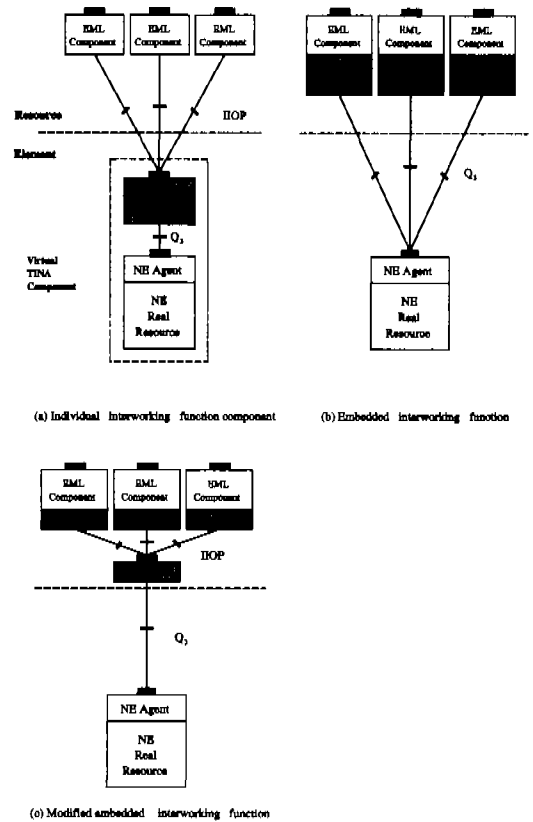 EML
Component
EML
Component
EML
Component
Resource
IIOP
Element
Q3
Virtual
TINA
Component
NE Agent
NE
Real
Resource
(a) Individual interworking function component
EML
Component
EML
Component
EML
Component
Q3
NE Agent
NE
Real
Resource
(b) Embedded interworking function
EML
Component
EML
Component
EML
Component
IIOP
Q3
NE Agent
NE
Real
Resource
(c) Modified embedded interworking function